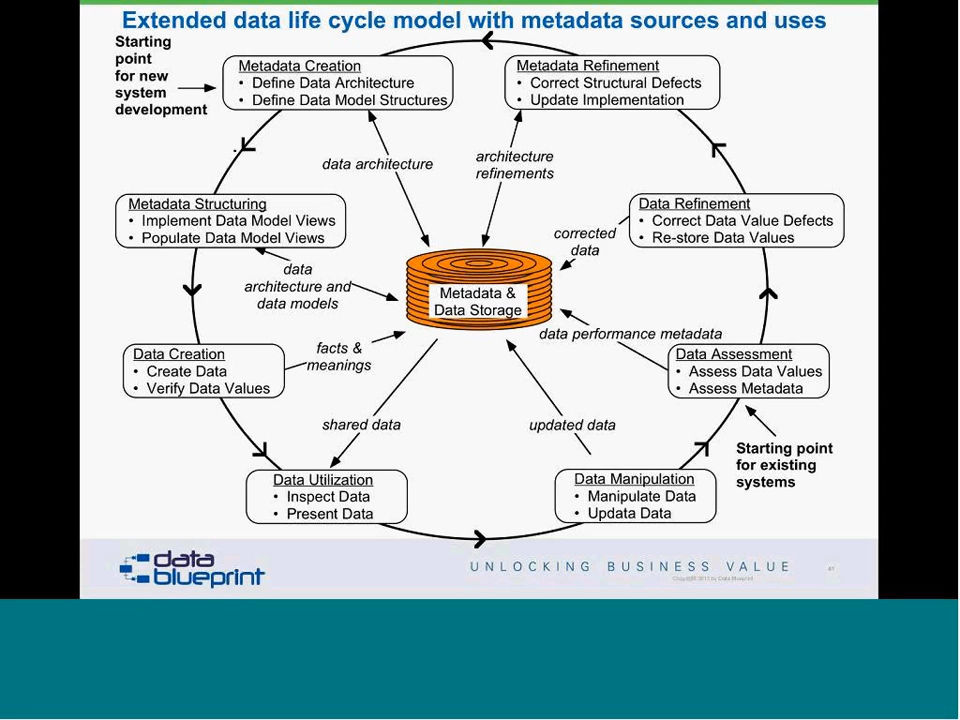 Extended data life cycle model with metadata sources and uses
Starting
point
for new
system
development
Metadata Creation
• Define Data Architecture
• Define Data Model Structures
Metadata Refinement
• Correct Structural Defects
• Update Implementation
data architecture
architecture
refinements
Metadata Structuring
• Implement Data Model Views
• Populate Data Model Views
Data Refinement
• Correct Data Value Defects
• Re-store Data Values
corrected
data
data
architecture and
data models
Metadata &
Data Storage
data performance metadata
Data Creation
• Create Data
• Verify Data Values
facts &
meanings
Data Assessment
• Assess Data Values
• Assess Metadata
shared data
updated data
Starting point
for existing
systems
Data Utilization
• Inspect Data
• Present Data
Data Manipulation
• Manipulate Data
• Updata Data
data
blueprint
UNLOCKING BUSINESS VALUE
Copyright 2013 by Data Blueprint